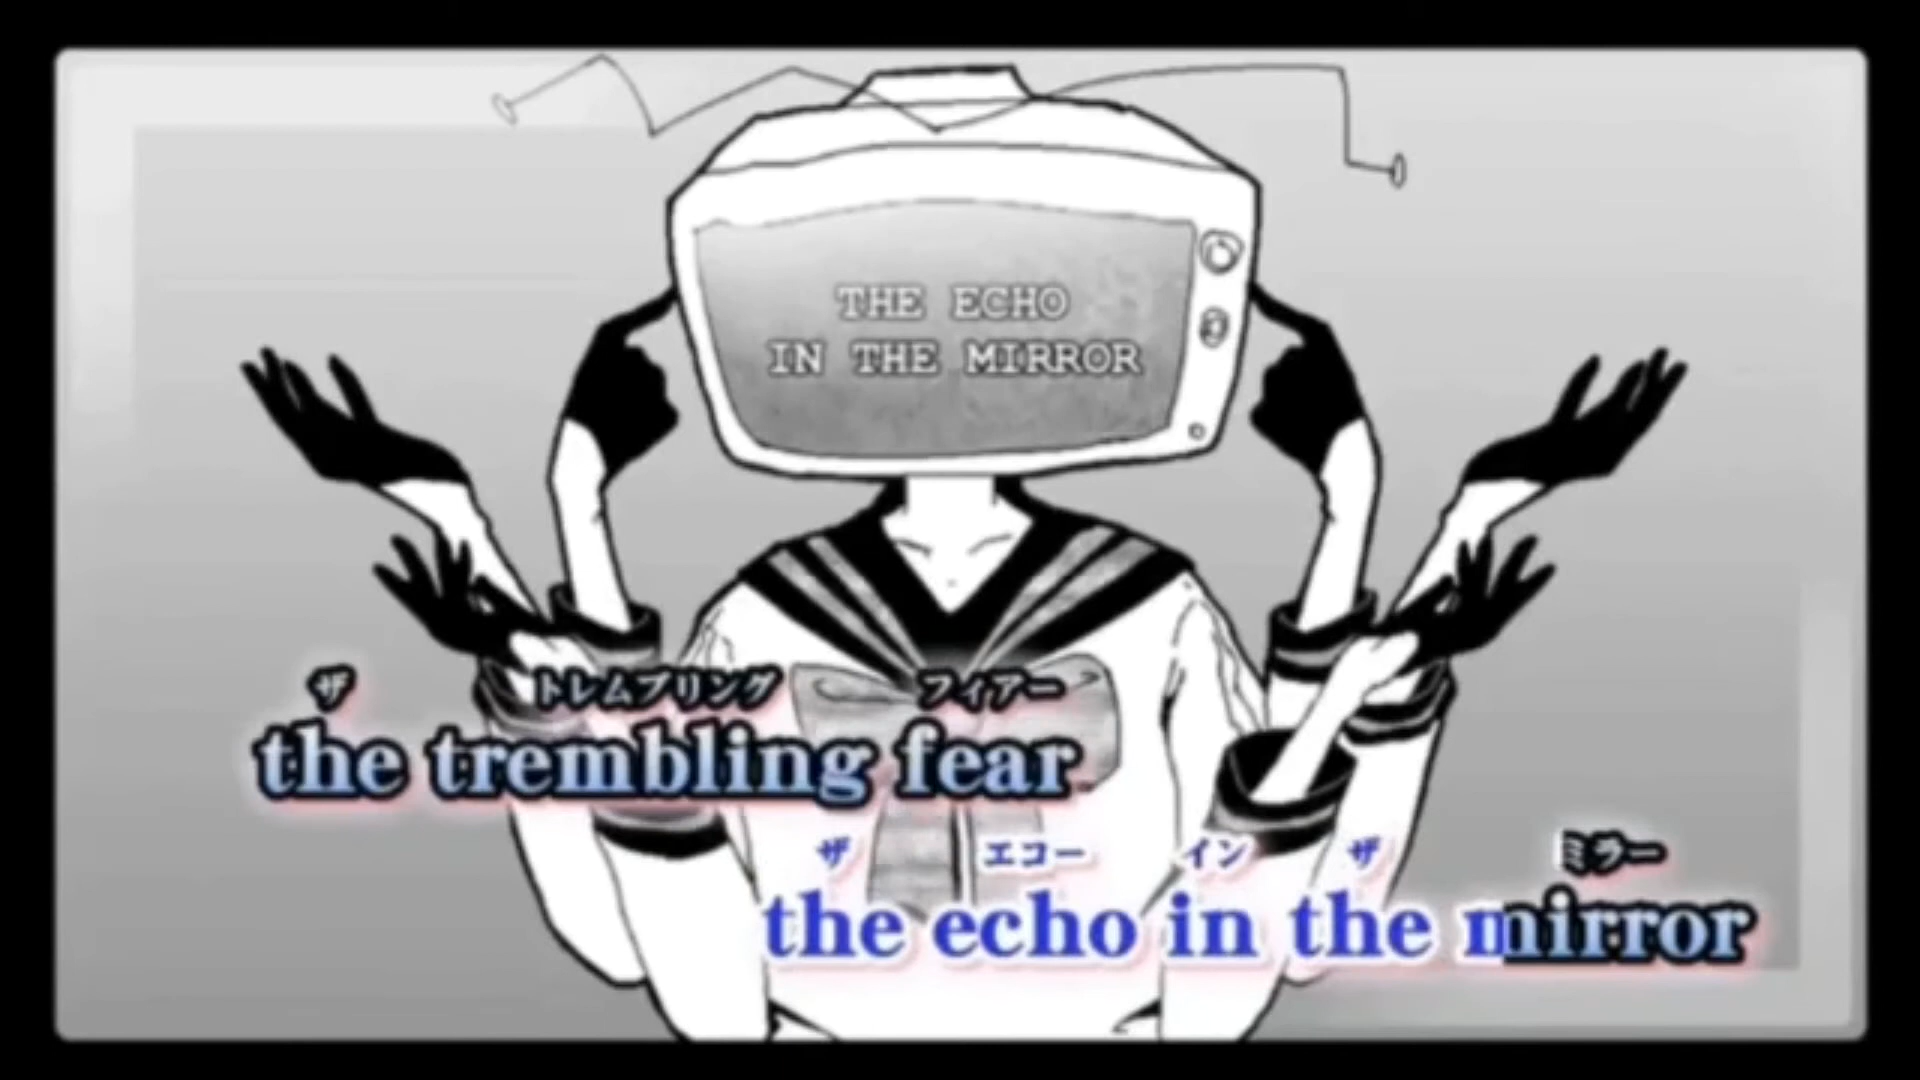 THE ECHO
IN THE MIRROR
ザ トレムブリング フィアー
the trembling fear
ザ エコー イン ザ ミラー
the echo in the mirror